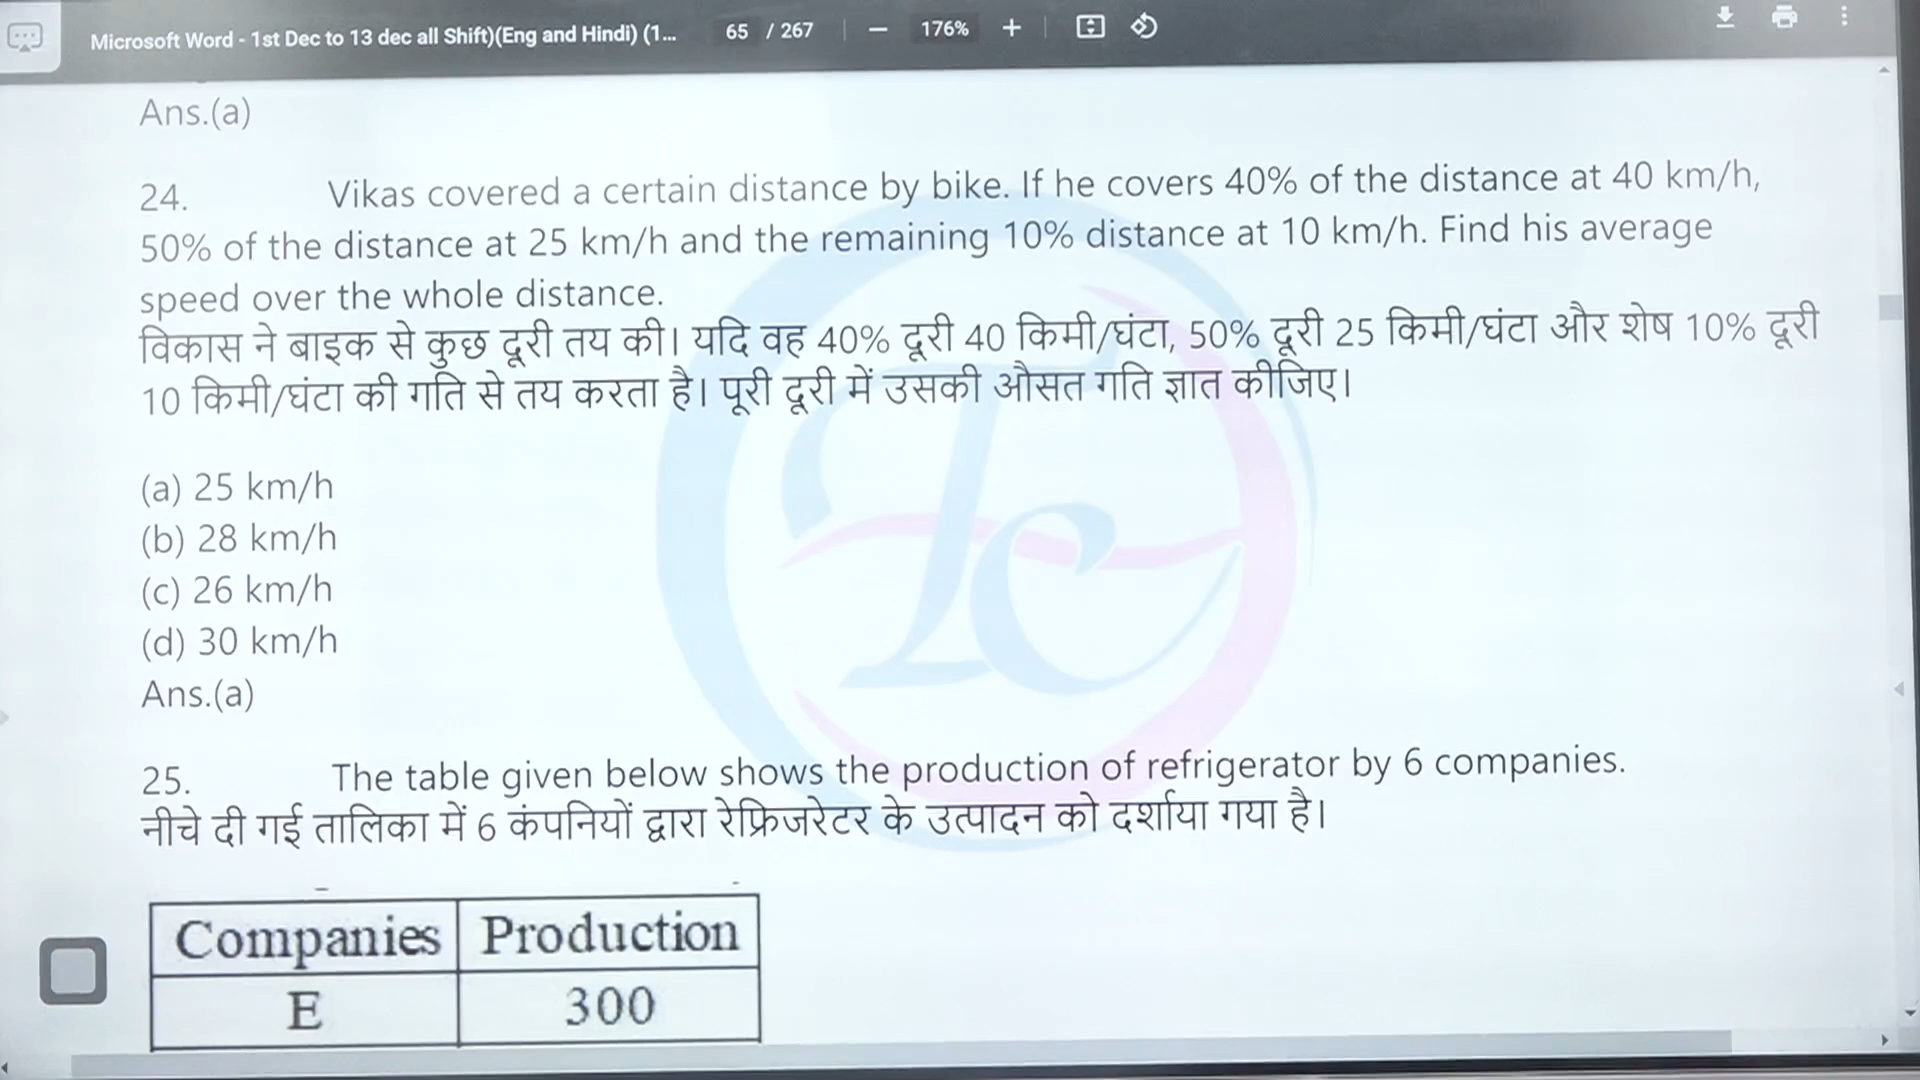 Microsoft Word - 1st Dec to 13 dec all Shift)(Eng and Hindi) (1... 65 / 267 − 176% +
Ans.(a)
24. Vikas covered a certain distance by bike. If he covers 40% of the distance at 40 km/h,
50% of the distance at 25 km/h and the remaining 10% distance at 10 km/h. Find his average
speed over the whole distance.
विकास ने बाइक से कुछ दूरी तय की। यदि वह 40% दूरी 40 किमी/घंटा, 50% दूरी 25 किमी/घंटा और शेष 10% दूरी
10 किमी/घंटा की गति से तय करता है। पूरी दूरी में उसकी औसत गति ज्ञात कीजिए।
(a) 25 km/h
(b) 28 km/h
(c) 26 km/h
(d) 30 km/h
Ans.(a)
25. The table given below shows the production of refrigerator by 6 companies.
नीचे दी गई तालिका में 6 कंपनियों द्वारा रेफ्रिजरेटर के उत्पादन को दर्शाया गया है।
Companies Production
E 300